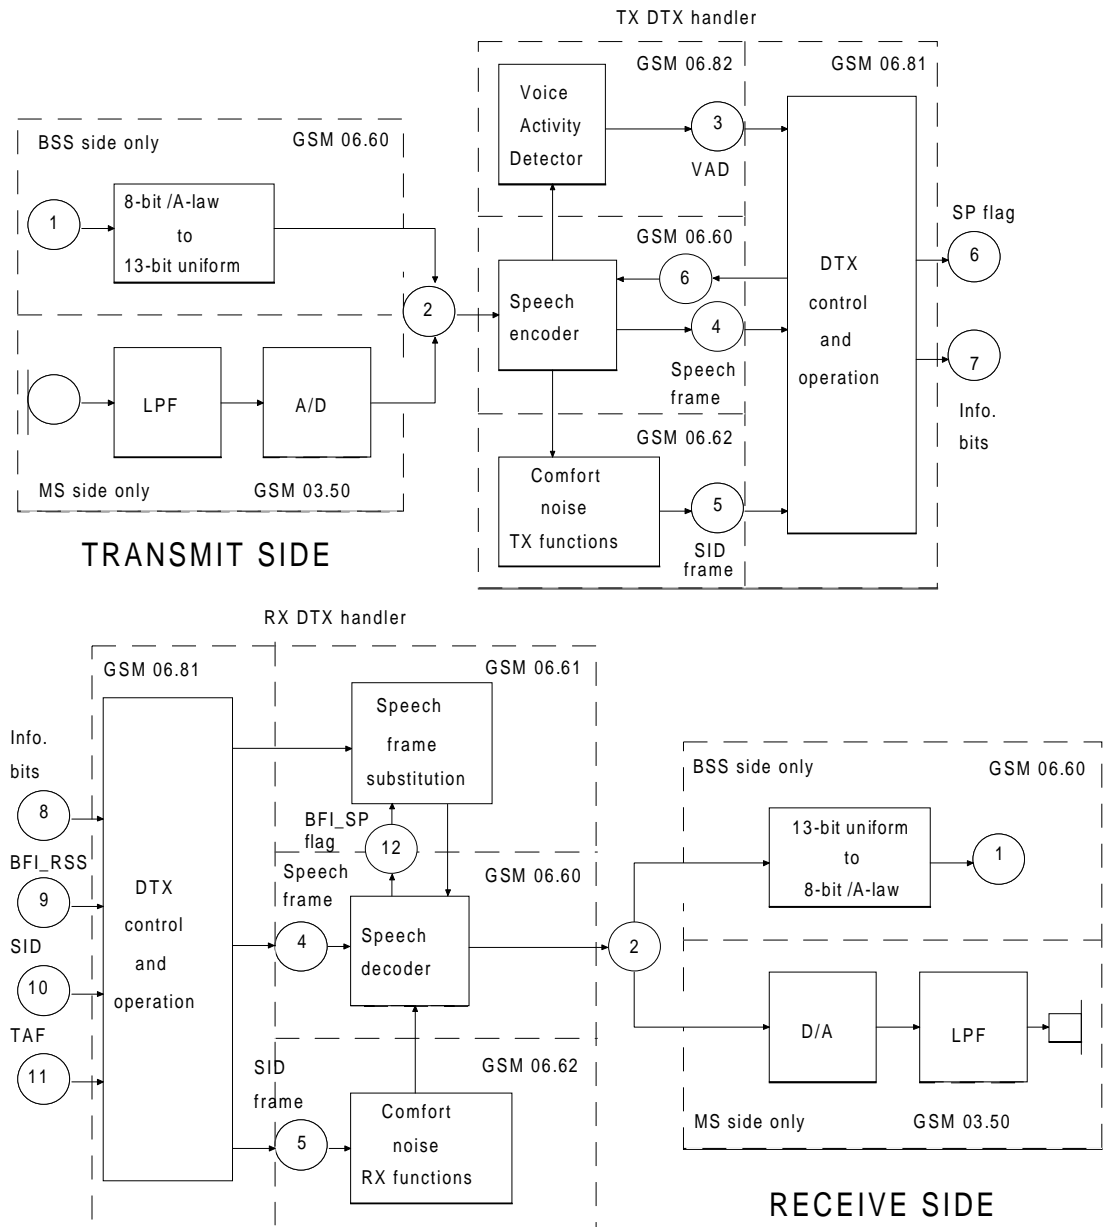 TX DTX handler
GSM 06.82
GSM 06.81
Voice
Activity
Detector
3
VAD
BSS side only
GSM 06.60
1
8-bit /A-law
to
13-bit uniform
2
GSM 06.60
Speech
encoder
6
4
Speech
frame
DTX
control
and
operation
SP flag
6
7
Info.
bits
LPF
A/D
MS side only
GSM 03.50
GSM 06.62
Comfort
noise
TX functions
5
SID
frame
TRANSMIT SIDE
RX DTX handler
GSM 06.81
GSM 06.61
Speech
frame
substitution
Info.
bits
8
BFI_RSS
9
SID
10
TAF
11
DTX
control
and
operation
BFI_SP
flag
12
Speech
frame
GSM 06.60
4
Speech
decoder
SID
frame
GSM 06.62
5
Comfort
noise
RX functions
2
BSS side only
GSM 06.60
13-bit uniform
to
8-bit /A-law
1
D/A
LPF
MS side only
GSM 03.50
RECEIVE SIDE